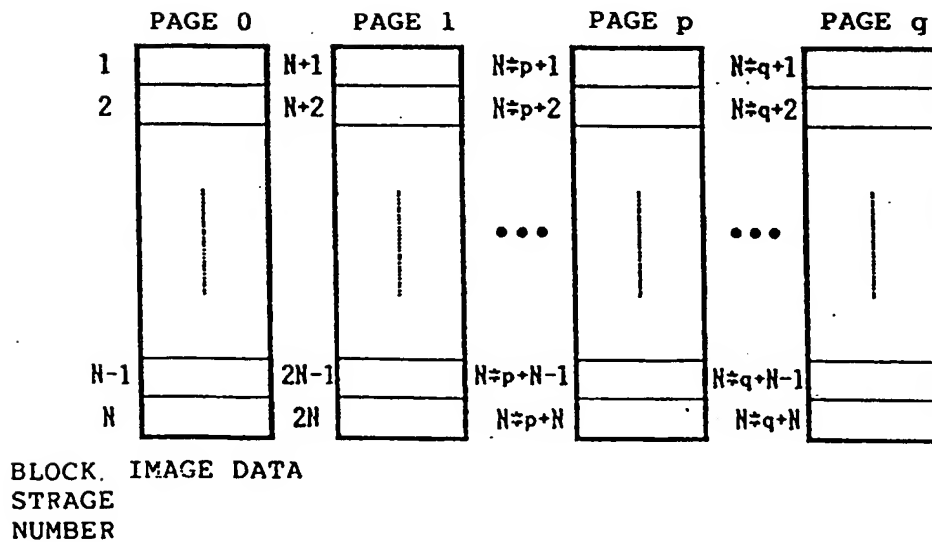 PAGE 0 PAGE 1 PAGE p PAGE q
1 N+1 N*p+1 N*q+1
2 N+2 N*p+2 N*q+2
N-1 2N-1 N*p+N-1 N*q+N-1
N 2N N*p+N N*q+N
BLOCK. IMAGE DATA
STRAGE
NUMBER